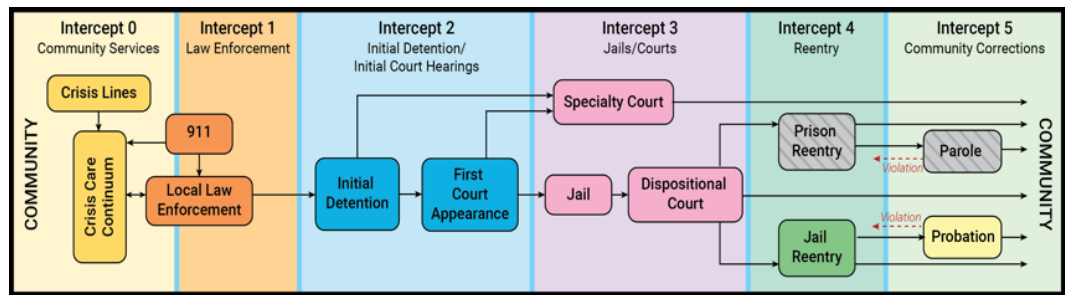 Intercept 0
Community Services
Intercept 1
Law Enforcement
Intercept 2
Initial Detention/
Initial Court Hearings
Intercept 3
Jails/Courts
Intercept 4
Reentry
Intercept 5
Community Corrections
COMMUNITY
Crisis Lines
911
Crisis Care
Continuum
Local Law
Enforcement
Initial
Detention
First
Court
Appearance
Specialty Court
Jail
Dispositional
Court
Prison
Reentry
Violation
Parole
Jail
Reentry
Violation
Probation
COMMUNITY